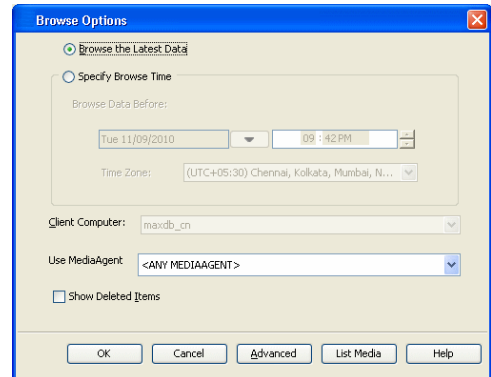 Browse Options
Browse the Latest Data
Specify Browse Time
Browse Data Before:
Tue 11/09/2010 09 : 42 PM
Time Zone: (UTC+05:30) Chennai, Kolkata, Mumbai, N...
Client Computer: maxdb_cn
Use MediaAgent <ANY MEDIAAGENT>
Show Deleted Items
OK Cancel Advanced List Media Help